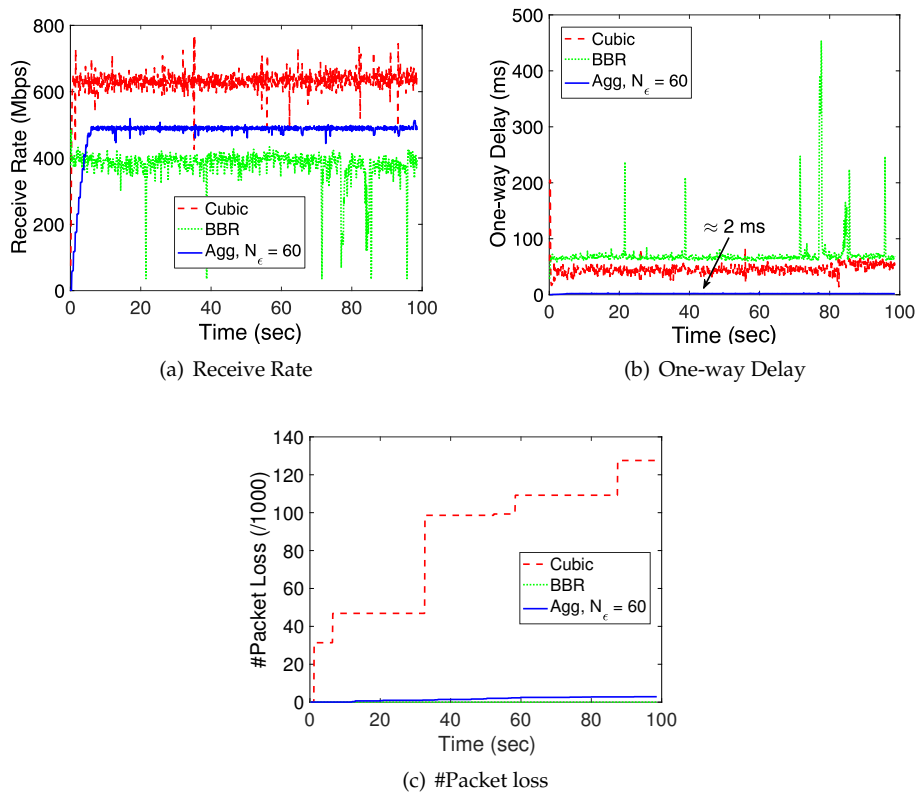 800
600
400
200
0
Receive Rate (Mbps)
Cubic
BBR
Agg, Nϵ = 60
0 20 40 60 80 100
Time (sec)
(a) Receive Rate
500
400
300
200
100
0
One-way Delay (ms)
Cubic
BBR
Agg, Nϵ = 60
≈ 2 ms
0 20 40 60 80 100
Time (sec)
(b) One-way Delay
140
120
100
80
60
40
20
0
#Packet Loss (/1000)
Cubic
BBR
Agg, Nϵ = 60
0 20 40 60 80 100
Time (sec)
(c) #Packet loss